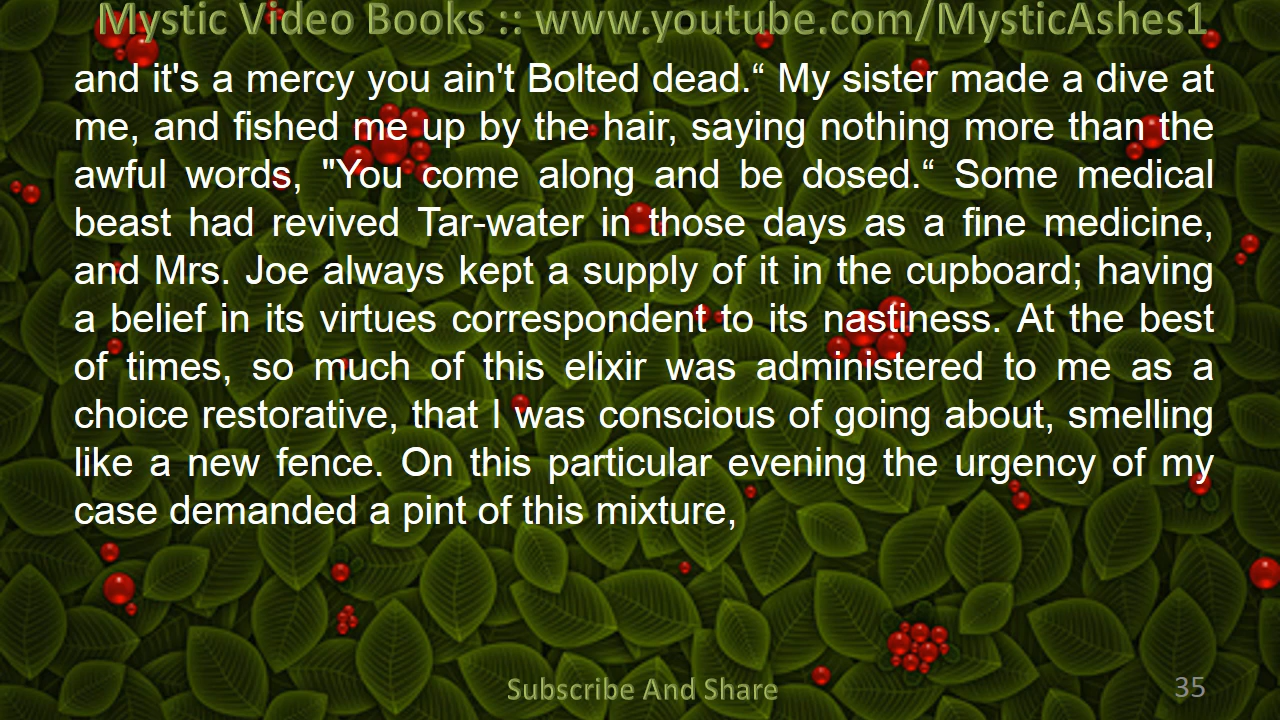 Mystic Video Books :: www.youtube.com/MysticAshes1
and it's a mercy you ain't Bolted dead.“ My sister made a dive at
me, and fished me up by the hair, saying nothing more than the
awful words, "You come along and be dosed.“ Some medical
beast had revived Tar-water in those days as a fine medicine,
and Mrs. Joe always kept a supply of it in the cupboard; having
a belief in its virtues correspondent to its nastiness. At the best
of times, so much of this elixir was administered to me as a
choice restorative, that I was conscious of going about, smelling
like a new fence. On this particular evening the urgency of my
case demanded a pint of this mixture,
Subscribe And Share
35